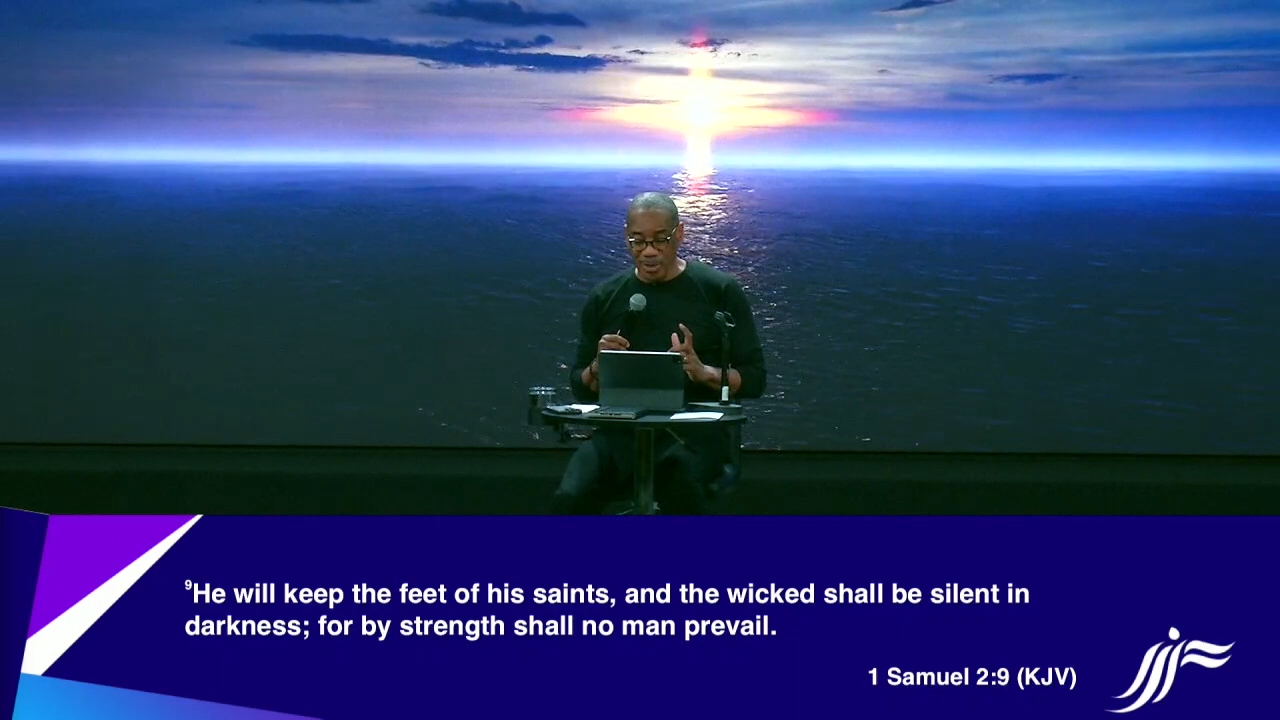 ⁹He will keep the feet of his saints, and the wicked shall be silent in
darkness; for by strength shall no man prevail.
1 Samuel 2:9 (KJV)